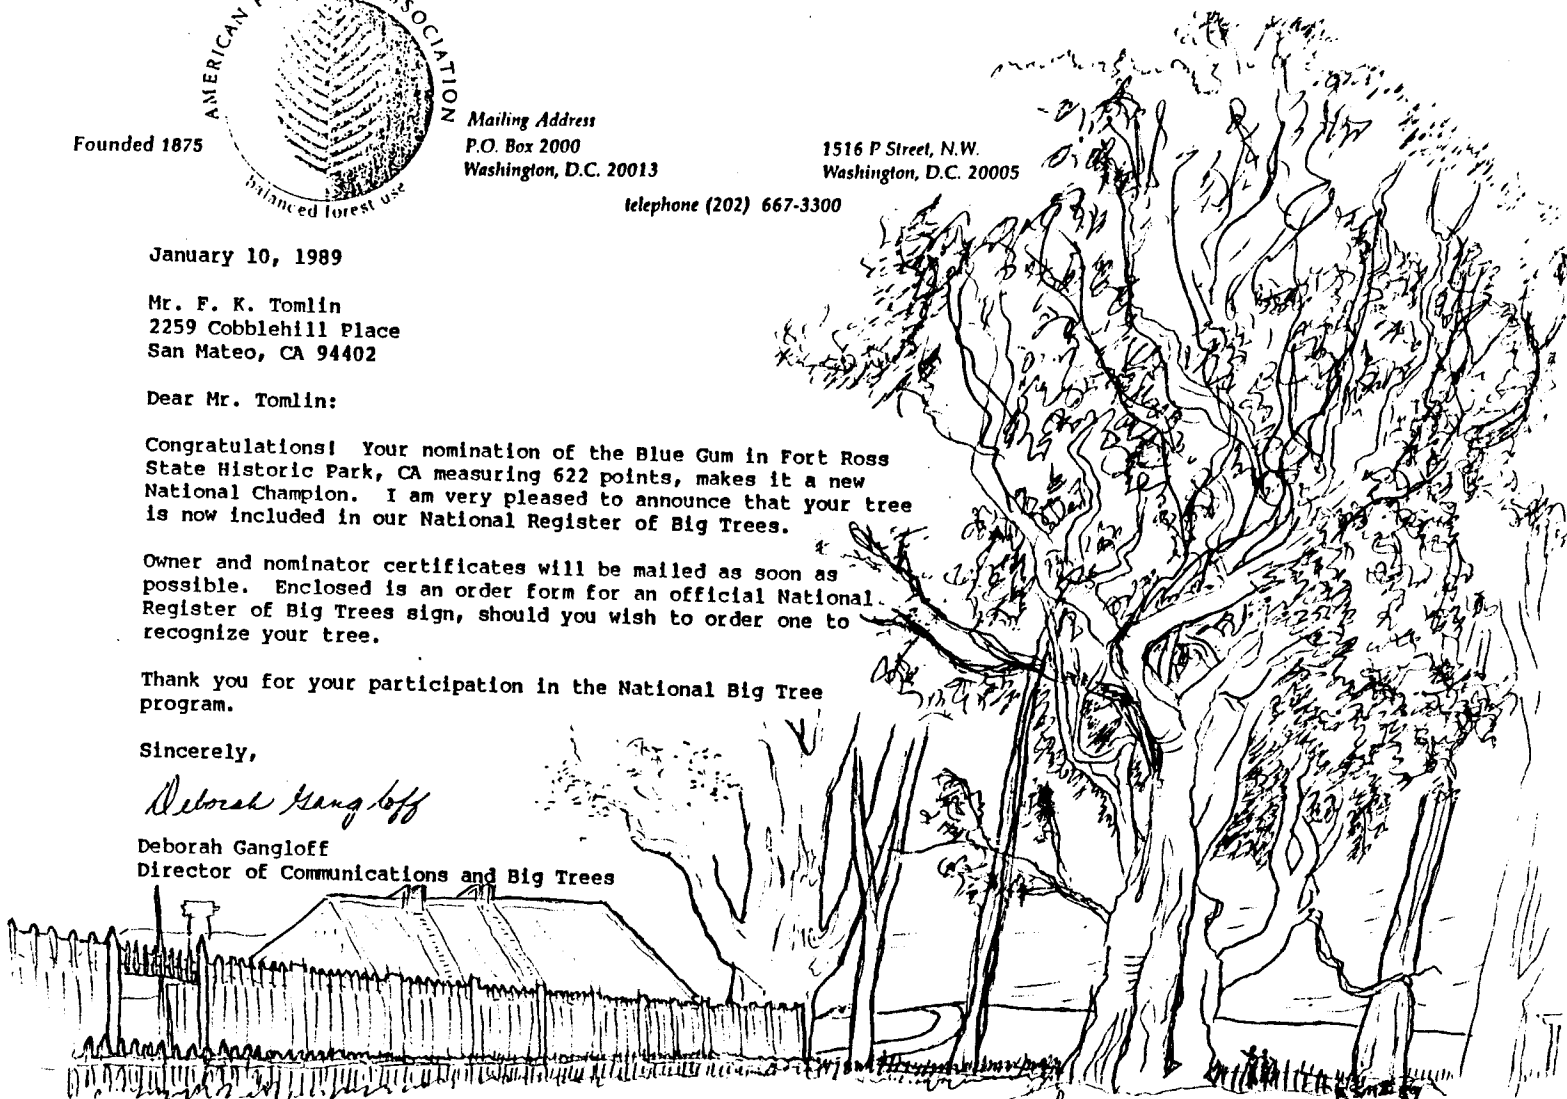 AMERICAN ASSOCIATION
balanced forest use
Founded 1875
Mailing Address
P.O. Box 2000
Washington, D.C. 20013
1516 P Street, N.W.
Washington, D.C. 20005
telephone (202) 667-3300
January 10, 1989
Mr. F. K. Tomlin
2259 Cobblehill Place
San Mateo, CA 94402
Dear Mr. Tomlin:
Congratulations! Your nomination of the Blue Gum in Fort Ross
State Historic Park, CA measuring 622 points, makes it a new
National Champion. I am very pleased to announce that your tree
is now included in our National Register of Big Trees.
Owner and nominator certificates will be mailed as soon as
possible. Enclosed is an order form for an official National
Register of Big Trees sign, should you wish to order one to
recognize your tree.
Thank you for your participation in the National Big Tree
program.
Sincerely,
Deborah Gangloff
Deborah Gangloff
Director of Communications and Big Trees